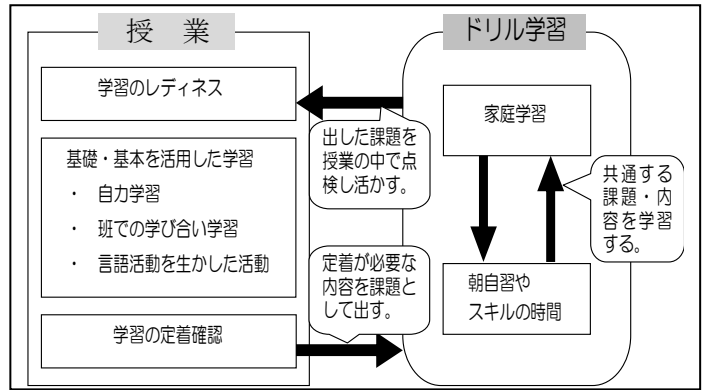 授　業
学習のレディネス
基礎・基本を活用した学習
・　自力学習
・　班での学び合い学習
・　言語活動を生かした活動
学習の定着確認
出した課題を
授業の中で点
検し活かす。
定着が必要な
内容を課題と
して出す。
ドリル学習
家庭学習
共通する
課題・内
容を学習
する。
朝自習や
スキルの時間